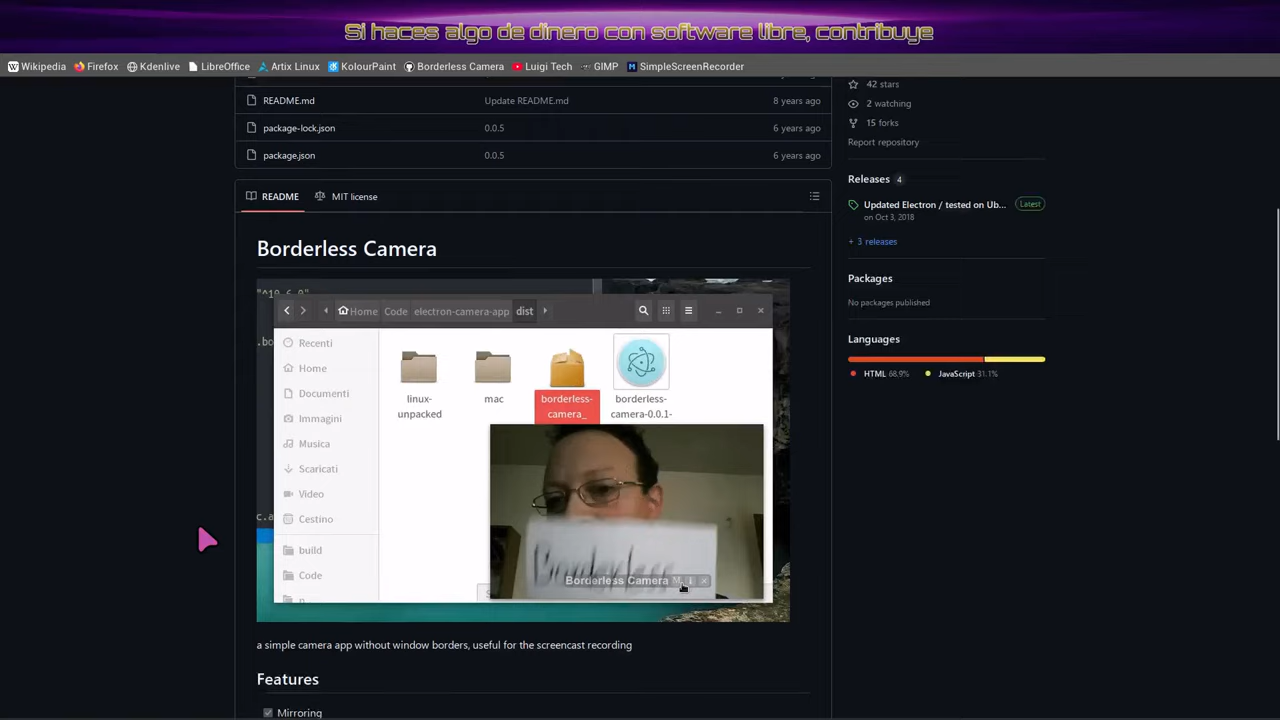 Si haces algo de dinero con software libre, contribuye
Wikipedia Firefox Kdenlive LibreOffice Artix Linux KolourPaint Borderless Camera Luigi Tech GIMP SimpleScreenRecorder
README.md Update README.md 8 years ago
package-lock.json 0.0.5 6 years ago
package.json 0.0.5 6 years ago
README MIT license
Borderless Camera
"^10.6.0"
Home Code electron-camera-app dist
Recenti
Home
Documenti
Immagini
Musica
Scaricati
Video
Cestino
build
Code
linux-unpacked
mac
borderless-camera_
borderless-camera-0.0.1-
Borderless
Borderless Camera M i ×
a simple camera app without window borders, useful for the screencast recording
Features
Mirroring
42 stars
2 watching
15 forks
Report repository
Releases 4
Updated Electron / tested on Ub... Latest
on Oct 3, 2018
+ 3 releases
Packages
No packages published
Languages
HTML 68.9% JavaScript 31.1%